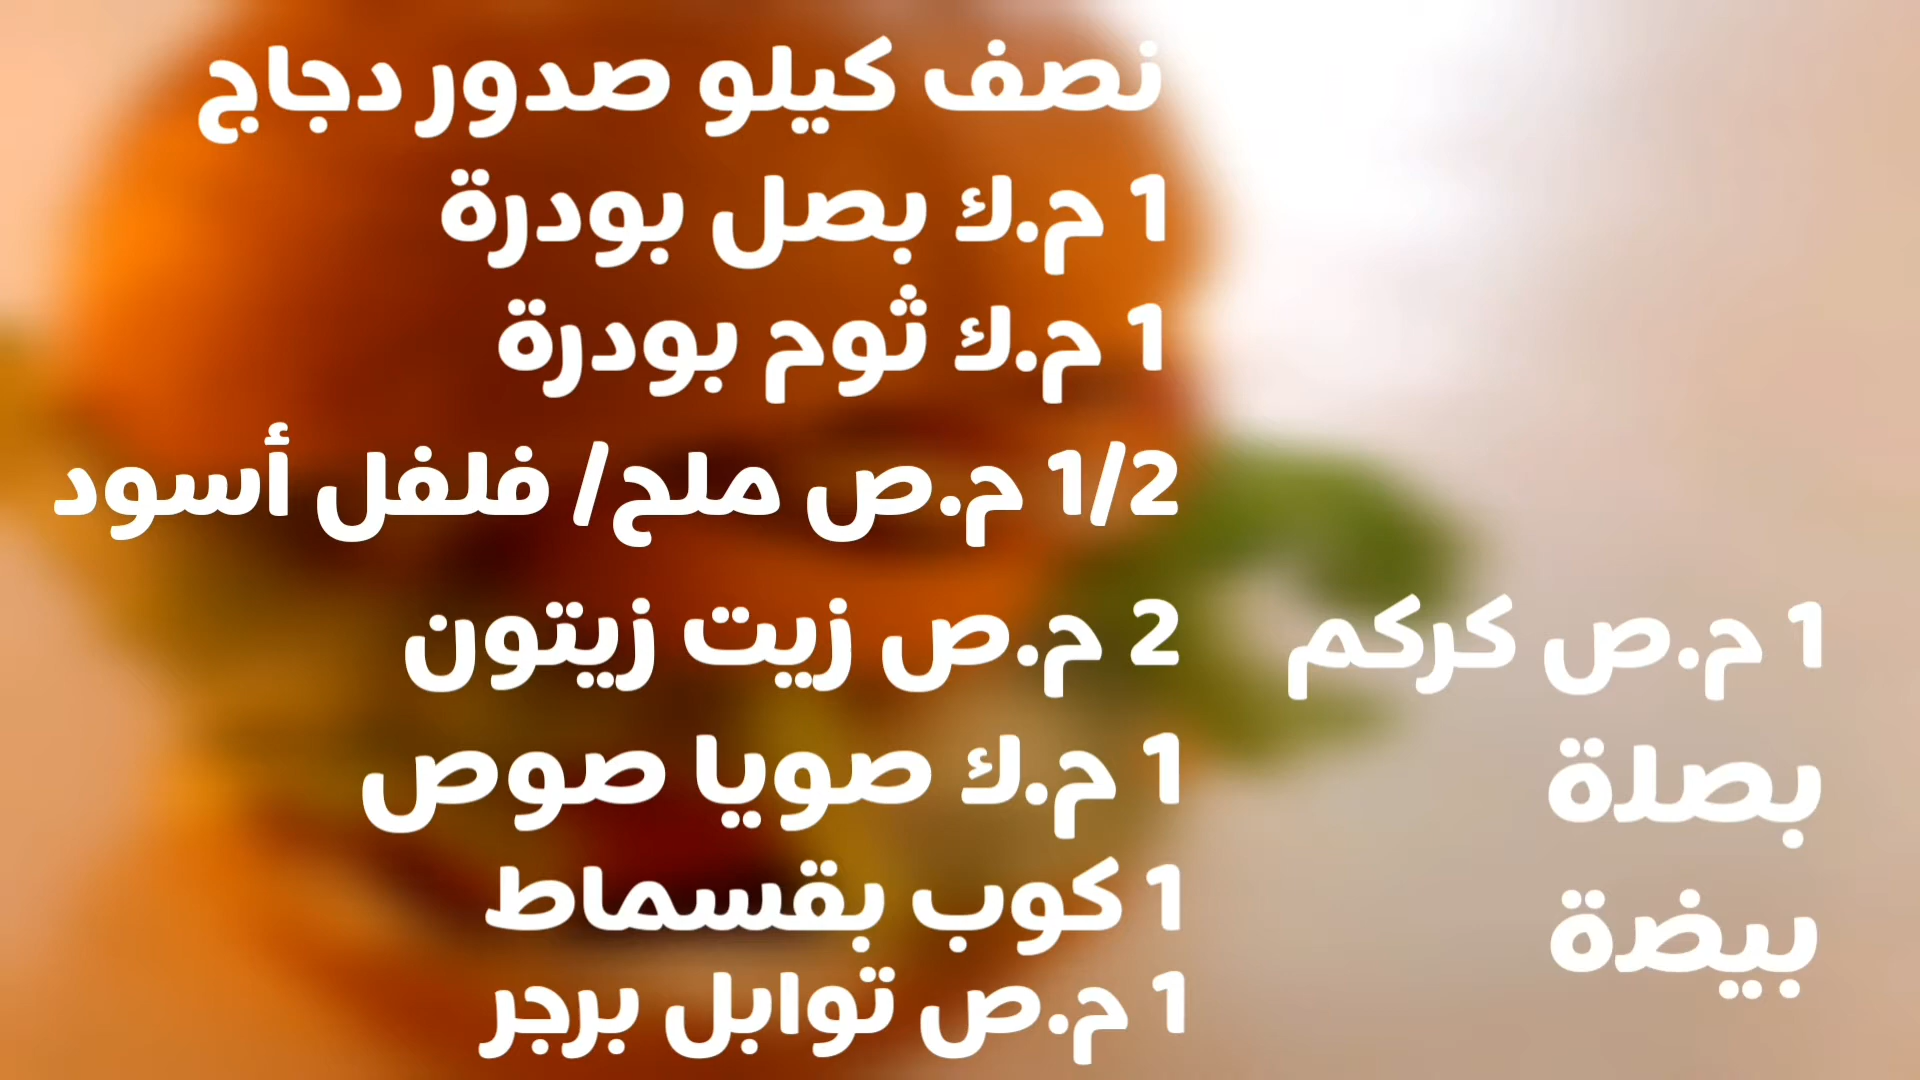 نصف كيلو صدور دجاج
1 م.ك بصل بودرة
1 م.ك ثوم بودرة
1/2 م.ص ملح/ فلفل أسود
2 م.ص زيت زيتون
1 م.ك صويا صوص
1 كوب بقسماط
1 م.ص توابل برجر
1 م.ص كركم
بصلة
بيضة